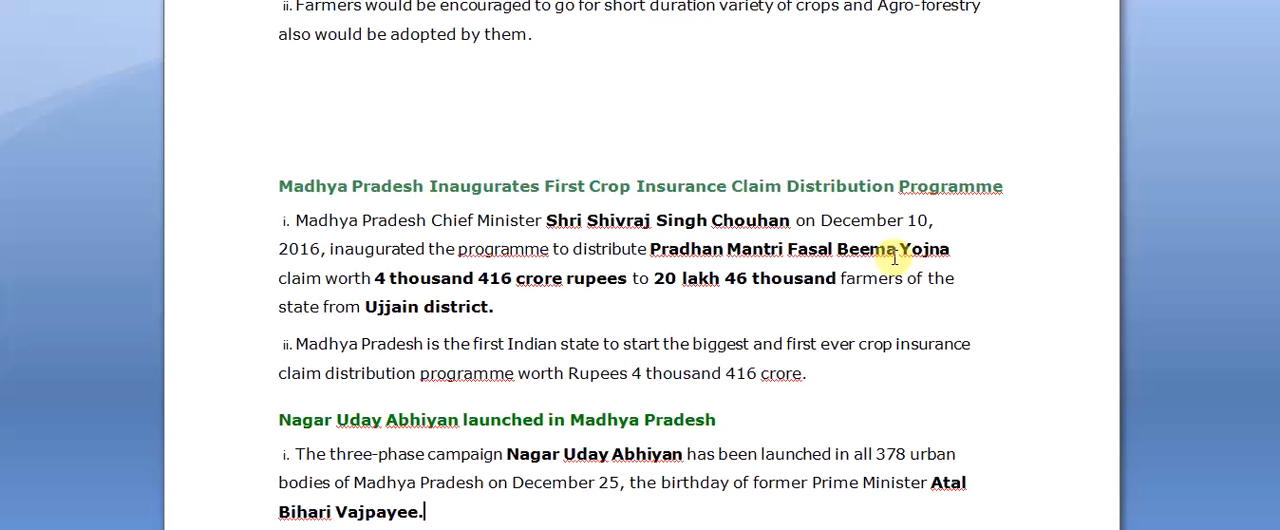 ii. Farmers would be encouraged to go for short duration variety of crops and Agro-forestry
also would be adopted by them.
Madhya Pradesh Inaugurates First Crop Insurance Claim Distribution Programme
i. Madhya Pradesh Chief Minister Shri Shivraj Singh Chouhan on December 10,
2016, inaugurated the programme to distribute Pradhan Mantri Fasal Beema Yojna
claim worth 4 thousand 416 crore rupees to 20 lakh 46 thousand farmers of the
state from Ujjain district.
ii. Madhya Pradesh is the first Indian state to start the biggest and first ever crop insurance
claim distribution programme worth Rupees 4 thousand 416 crore.
Nagar Uday Abhiyan launched in Madhya Pradesh
i. The three-phase campaign Nagar Uday Abhiyan has been launched in all 378 urban
bodies of Madhya Pradesh on December 25, the birthday of former Prime Minister Atal
Bihari Vajpayee.